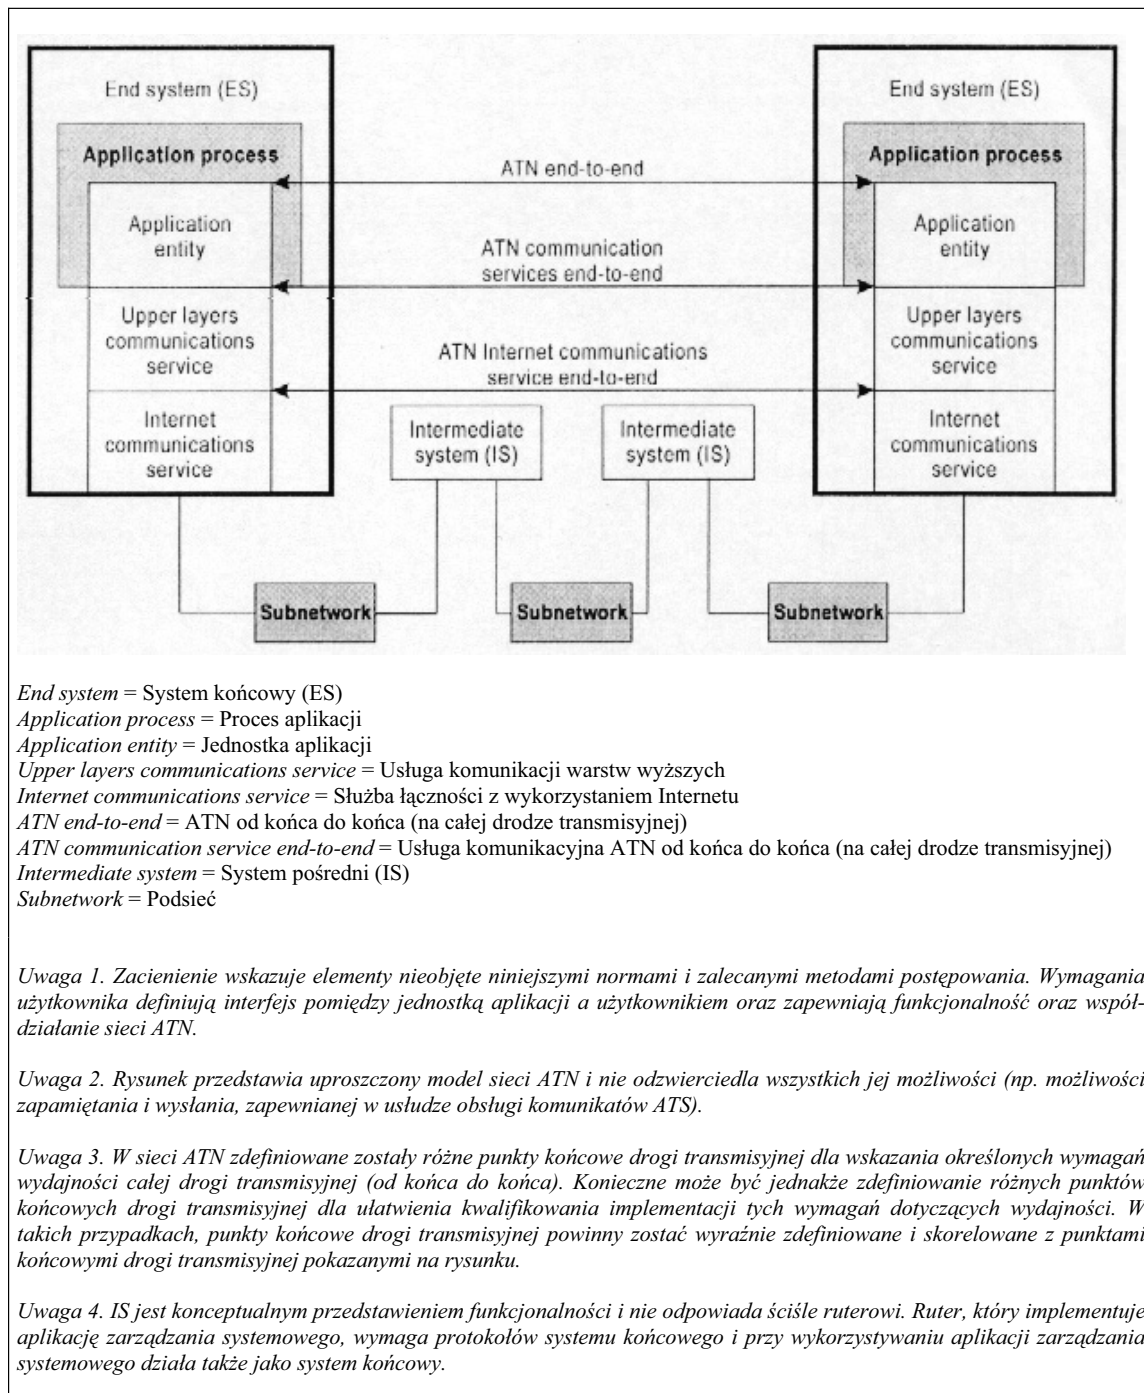 End system (ES)
End system (ES)
Application process
Application process
ATN end-to-end
Application
entity
Application
entity
ATN communication
services end-to-end
Upper layers
communications
service
Upper layers
communications
service
ATN Internet communications
service end-to-end
Internet
communications
service
Intermediate
system (IS)
Intermediate
system (IS)
Internet
communications
service
Subnetwork
Subnetwork
Subnetwork
End system = System końcowy (ES)
Application process = Proces aplikacji
Application entity = Jednostka aplikacji
Upper layers communications service = Usługa komunikacji warstw wyższych
Internet communications service = Służba łączności z wykorzystaniem Internetu
ATN end-to-end = ATN od końca do końca (na całej drodze transmisyjnej)
ATN communication service end-to-end = Usługa komunikacyjna ATN od końca do końca (na całej drodze transmisyjnej)
Intermediate system = System pośredni (IS)
Subnetwork = Podsieć
Uwaga 1. Zacienienie wskazuje elementy nieobjęte niniejszymi normami i zalecanymi metodami postępowania. Wymagania
użytkownika definiują interfejs pomiędzy jednostką aplikacji a użytkownikiem oraz zapewniają funkcjonalność oraz współ-
działanie sieci ATN.
Uwaga 2. Rysunek przedstawia uproszczony model sieci ATN i nie odzwierciedla wszystkich jej możliwości (np. możliwości
zapamiętania i wysłania, zapewnianej w usłudze obsługi komunikatów ATS).
Uwaga 3. W sieci ATN zdefiniowane zostały różne punkty końcowe drogi transmisyjnej dla wskazania określonych wymagań
wydajności całej drogi transmisyjnej (od końca do końca). Konieczne może być jednakże zdefiniowanie różnych punktów
końcowych drogi transmisyjnej dla ułatwienia kwalifikowania implementacji tych wymagań dotyczących wydajności. W
takich przypadkach, punkty końcowe drogi transmisyjnej powinny zostać wyraźnie zdefiniowane i skorelowane z punktami
końcowymi drogi transmisyjnej pokazanymi na rysunku.
Uwaga 4. IS jest konceptualnym przedstawieniem funkcjonalności i nie odpowiada ściśle ruterowi. Ruter, który implementuje
aplikację zarządzania systemowego, wymaga protokołów systemu końcowego i przy wykorzystywaniu aplikacji zarządzania
systemowego działa także jako system końcowy.